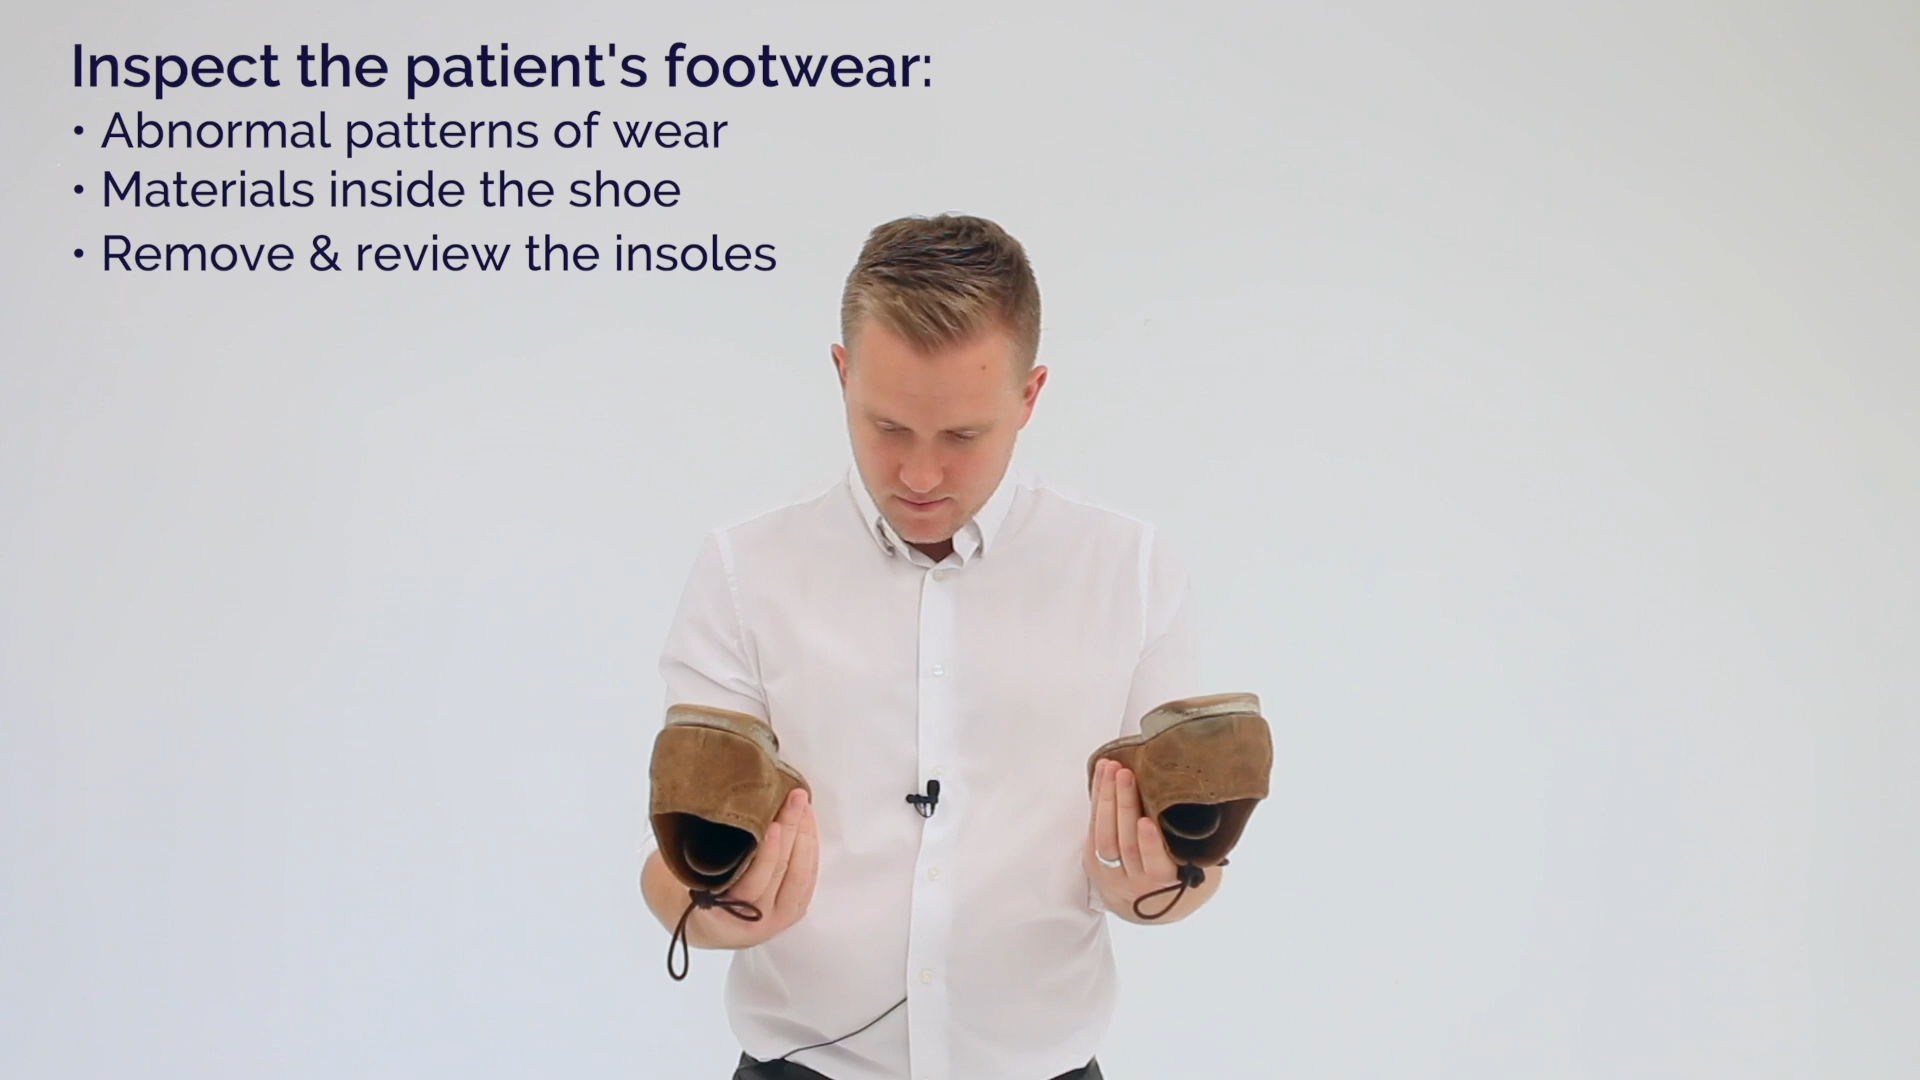 Inspect the patient's footwear:
• Abnormal patterns of wear
• Materials inside the shoe
• Remove & review the insoles